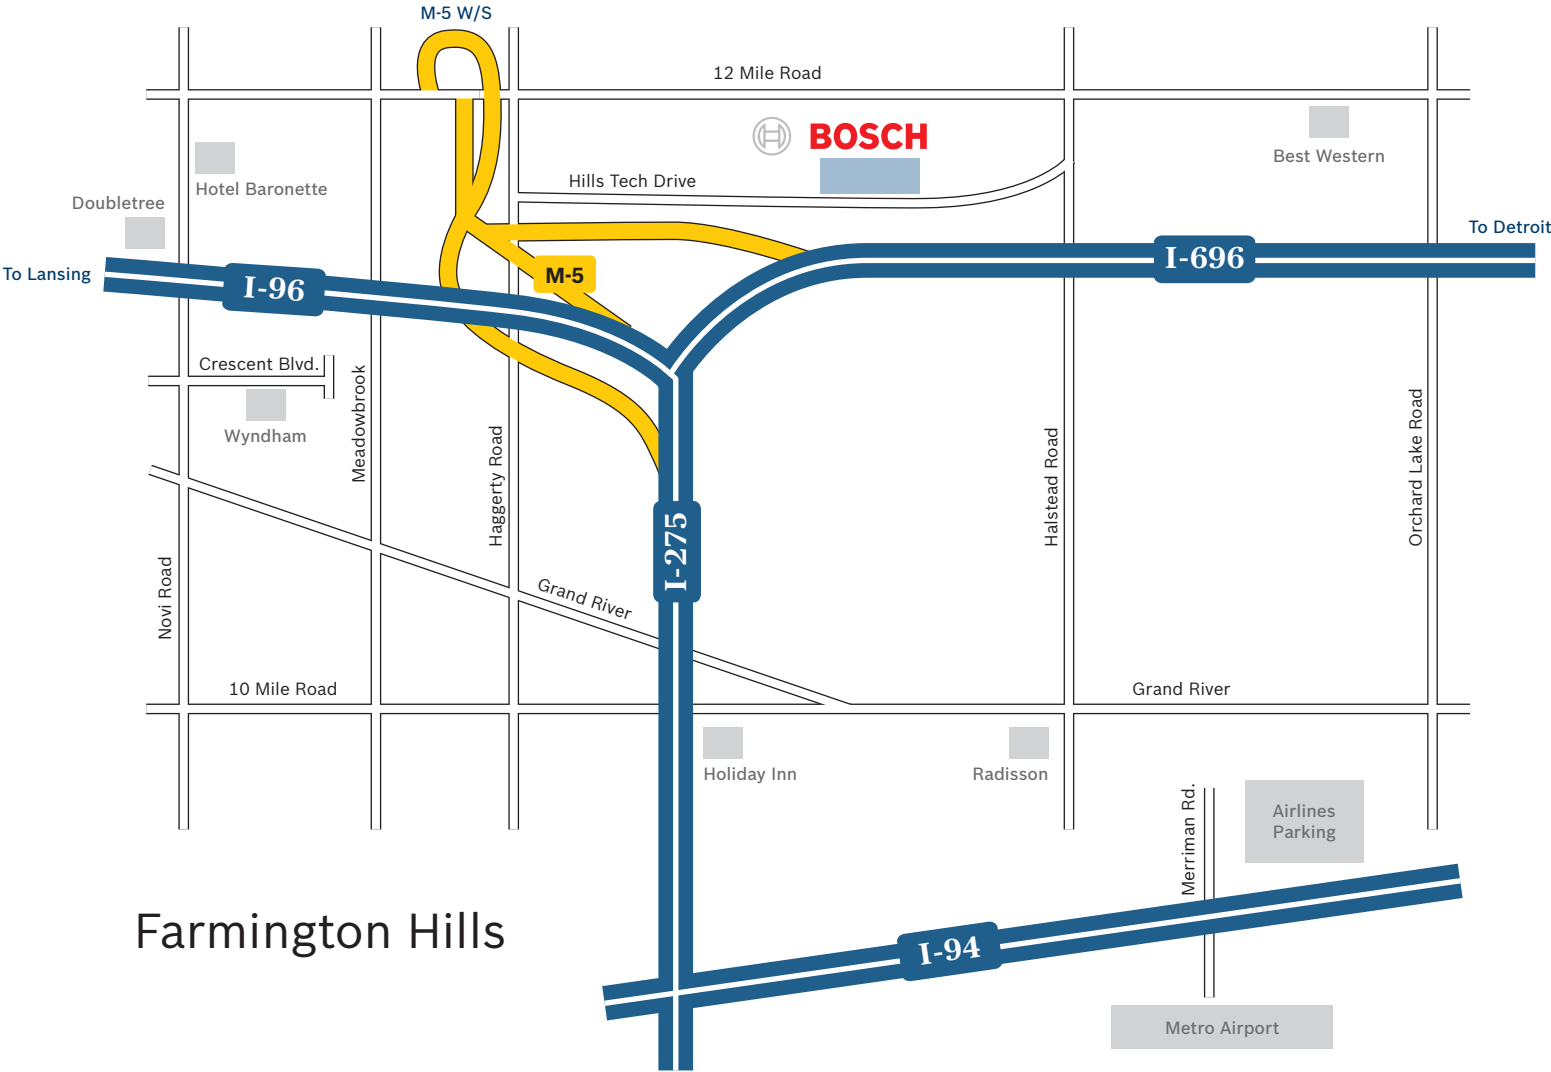 M-5 W/S
12 Mile Road
BOSCH
Best Western
Hotel Baronette
Hills Tech Drive
Doubletree
To Detroit
To Lansing
I-96
M-5
I-696
Crescent Blvd.
Wyndham
Meadowbrook
Haggerty Road
Halstead Road
Orchard Lake Road
I-275
Novi Road
Grand River
10 Mile Road
Grand River
Holiday Inn
Radisson
Merriman Rd.
Airlines
Parking
Farmington Hills
I-94
Metro Airport